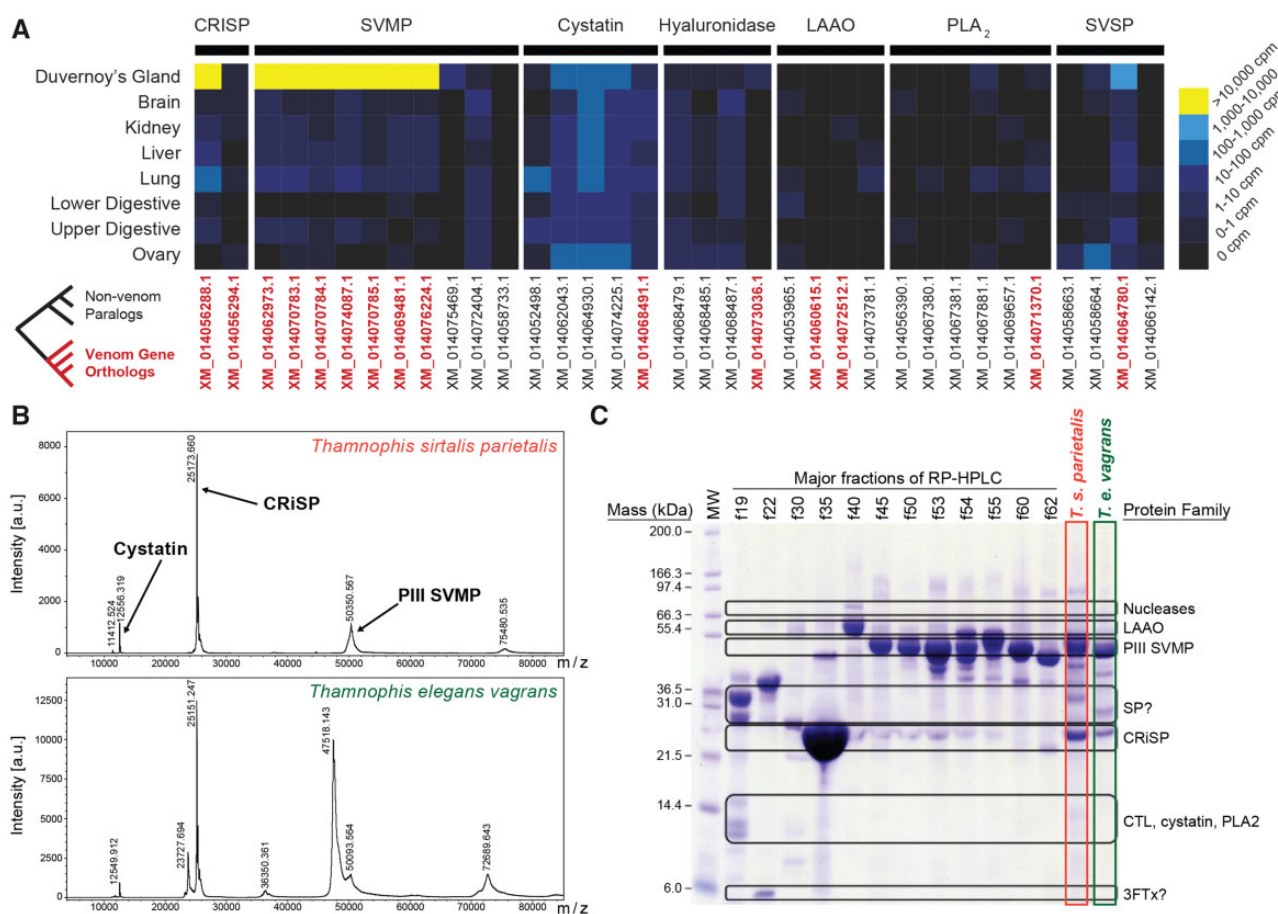 A
CRISP SVMP Cystatin Hyaluronidase LAAO PLA2 SVSP
Duvernoy's Gland
Brain
Kidney
Liver
Lung
Lower Digestive
Upper Digestive
Ovary
>10,000 cpm
1,000-10,000
100-1,000 cpm
10-100 cpm
1-10 cpm
0-1 cpm
0 cpm
Non-venom
Paralogs
Venom Gene
Orthologs
XM_014056288.1
XM_014056294.1
XM_014062973.1
XM_014070783.1
XM_014070784.1
XM_014074087.1
XM_014070785.1
XM_014069481.1
XM_014076224.1
XM_014075469.1
XM_014072404.1
XM_014058733.1
XM_014052498.1
XM_014062043.1
XM_014064930.1
XM_014074225.1
XM_014068491.1
XM_014068479.1
XM_014068485.1
XM_014068487.1
XM_014073036.1
XM_014053965.1
XM_014060615.1
XM_014072512.1
XM_014073781.1
XM_014056390.1
XM_014067380.1
XM_014067381.1
XM_014067881.1
XM_014069657.1
XM_014071370.1
XM_014058663.1
XM_014058664.1
XM_014064780.1
XM_014066142.1
B
Thamnophis sirtalis parietalis
Intensity [a.u.]
8000
6000
4000
2000
0
11412.524
12556.319
25173.660
50350.567
75480.535
Cystatin
CRiSP
PIII SVMP
10000 20000 30000 40000 50000 60000 70000 80000 m/z
Thamnophis elegans vagrans
Intensity [a.u.]
12500
10000
7500
5000
2500
0
12549.912
23727.694
25151.247
36350.361
47518.143
50093.564
72689.643
10000 20000 30000 40000 50000 60000 70000 80000 m/z
C
Major fractions of RP-HPLC
Mass (kDa) MW f19 f22 f30 f35 f40 f45 f50 f53 f54 f55 f60 f62 T. s. parietalis T. e. vagrans Protein Family
200.0
166.3
97.4
66.3
55.4
36.5
31.0
21.5
14.4
6.0
Nucleases
LAAO
PIII SVMP
SP?
CRiSP
CTL, cystatin, PLA2
3FTx?